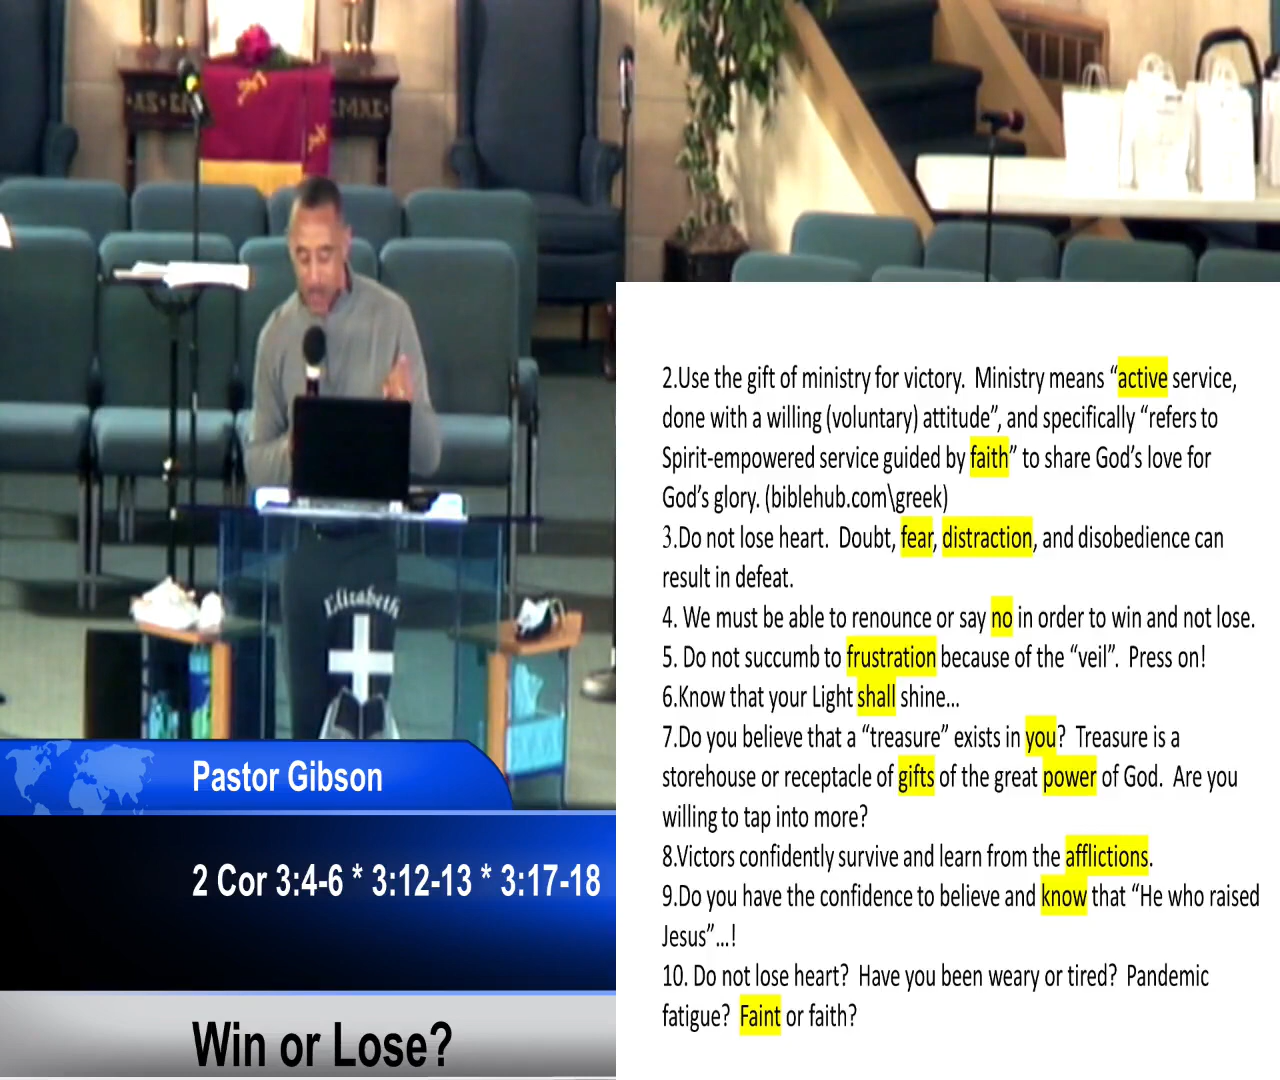 Elizabeth
Pastor Gibson
2 Cor 3:4-6 * 3:12-13 * 3:17-18
Win or Lose?
2.Use the gift of ministry for victory.  Ministry means “active service,
done with a willing (voluntary) attitude”, and specifically “refers to
Spirit-empowered service guided by faith” to share God’s love for
God’s glory. (biblehub.com\greek)
3.Do not lose heart.  Doubt, fear, distraction, and disobedience can
result in defeat.
4. We must be able to renounce or say no in order to win and not lose.
5. Do not succumb to frustration because of the “veil”.  Press on!
6.Know that your Light shall shine...
7.Do you believe that a “treasure” exists in you?  Treasure is a
storehouse or receptacle of gifts of the great power of God.  Are you
willing to tap into more?
8.Victors confidently survive and learn from the afflictions.
9.Do you have the confidence to believe and know that “He who raised
Jesus”...!
10. Do not lose heart?  Have you been weary or tired?  Pandemic
fatigue?  Faint or faith?